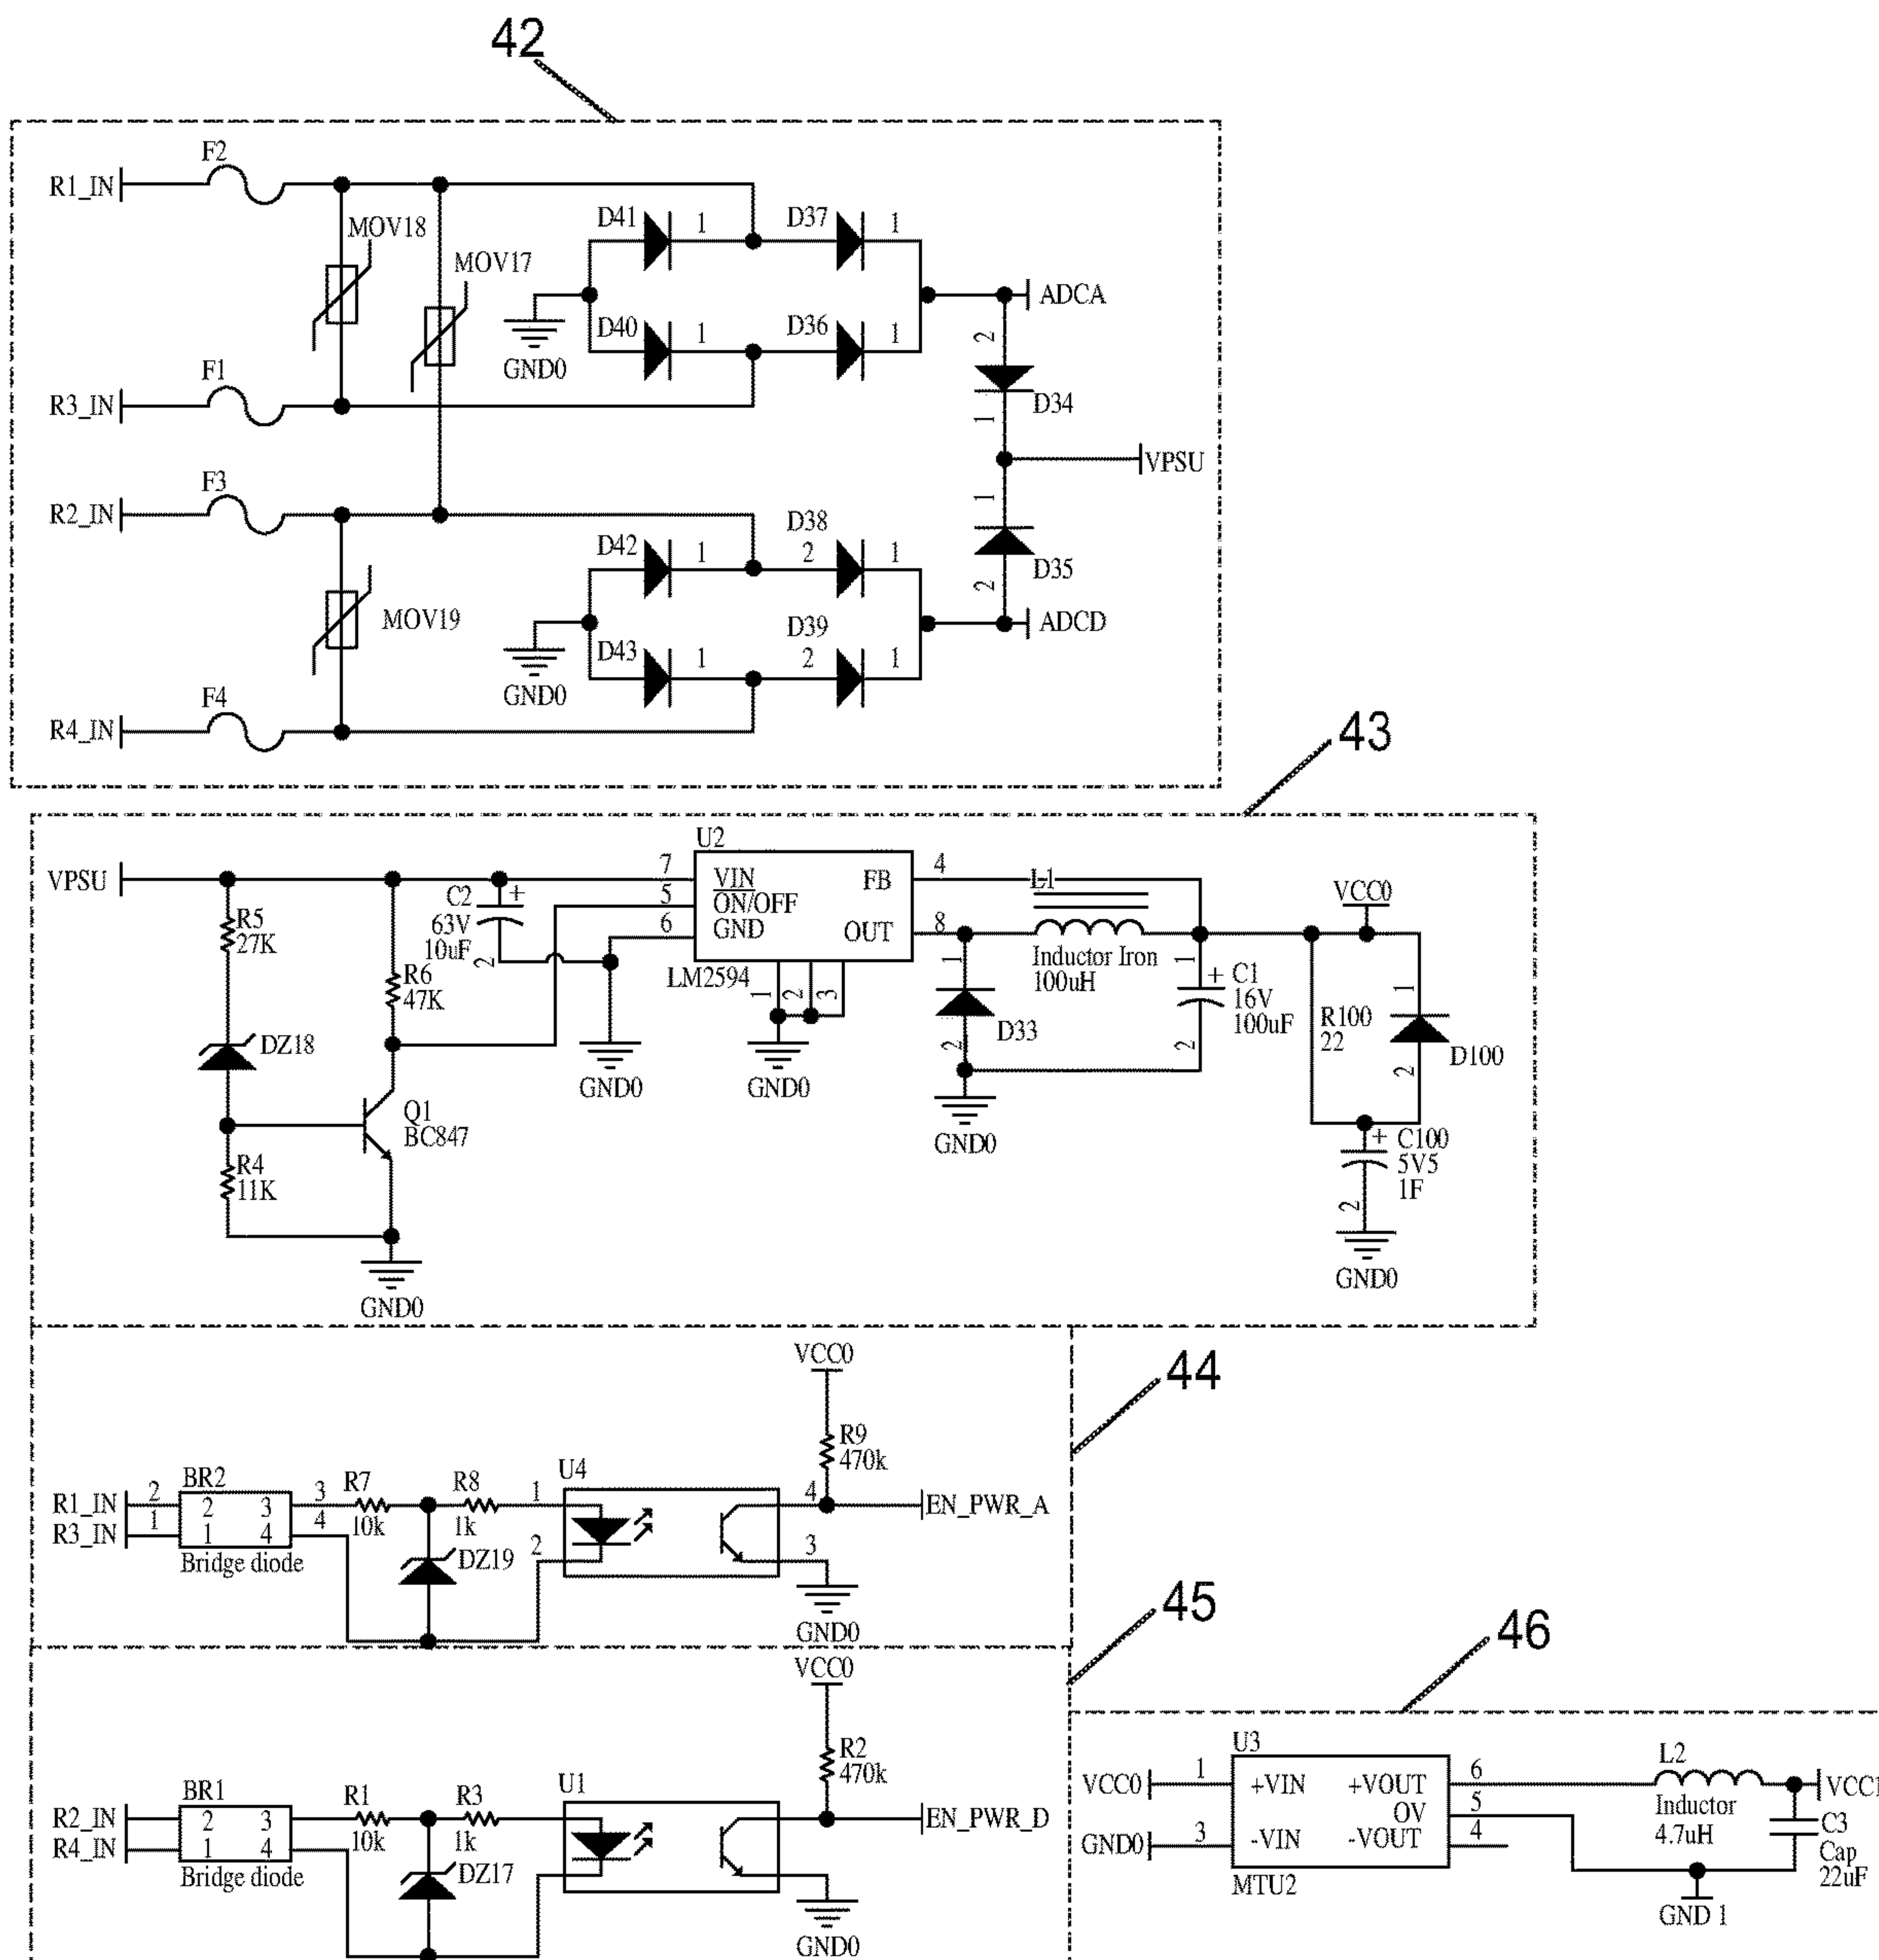 42
F2
R1_IN
MOV18
MOV17
D41 1 D37 1
ADCA
D40 1 D36 1
GND0
2
D34
1
F1
R3_IN
VPSU
F3
R2_IN
1
D35
2
D42 1 D38 2 1
ADCD
MOV19
D43 1 D39 2 1
GND0
F4
R4_IN
43
VPSU
R5
27K
R6
47K
DZ18
Q1
BC847
R4
11K
GND0
C2
63V
10uF
+
2
GND0
U2
7 VIN
5 ON/OFF
6 GND
FB 4
OUT 8
LM2594
1 2 3
GND0
L1
Inductor Iron
100uH
1
D33
2
GND0
1
+ C1
16V
100uF
2
VCC0
R100
22
1
D100
2
+ C100
5V5
1F
2
GND0
44
VCC0
R9
470k
R1_IN 2
R3_IN 1
BR2
2 3
1 4
Bridge diode
3
4
R7
10k
R8
1k
DZ19
U4
1
2
4
3
EN_PWR_A
GND0
45
VCC0
R2
470k
R2_IN
R4_IN
BR1
2 3
1 4
Bridge diode
R1
10k
R3
1k
DZ17
U1
EN_PWR_D
GND0
46
U3
VCC0 1 +VIN +VOUT 6
0V 5
GND0 3 -VIN -VOUT 4
MTU2
L2
Inductor
4.7uH
VCC1
C3
Cap
22uF
GND 1